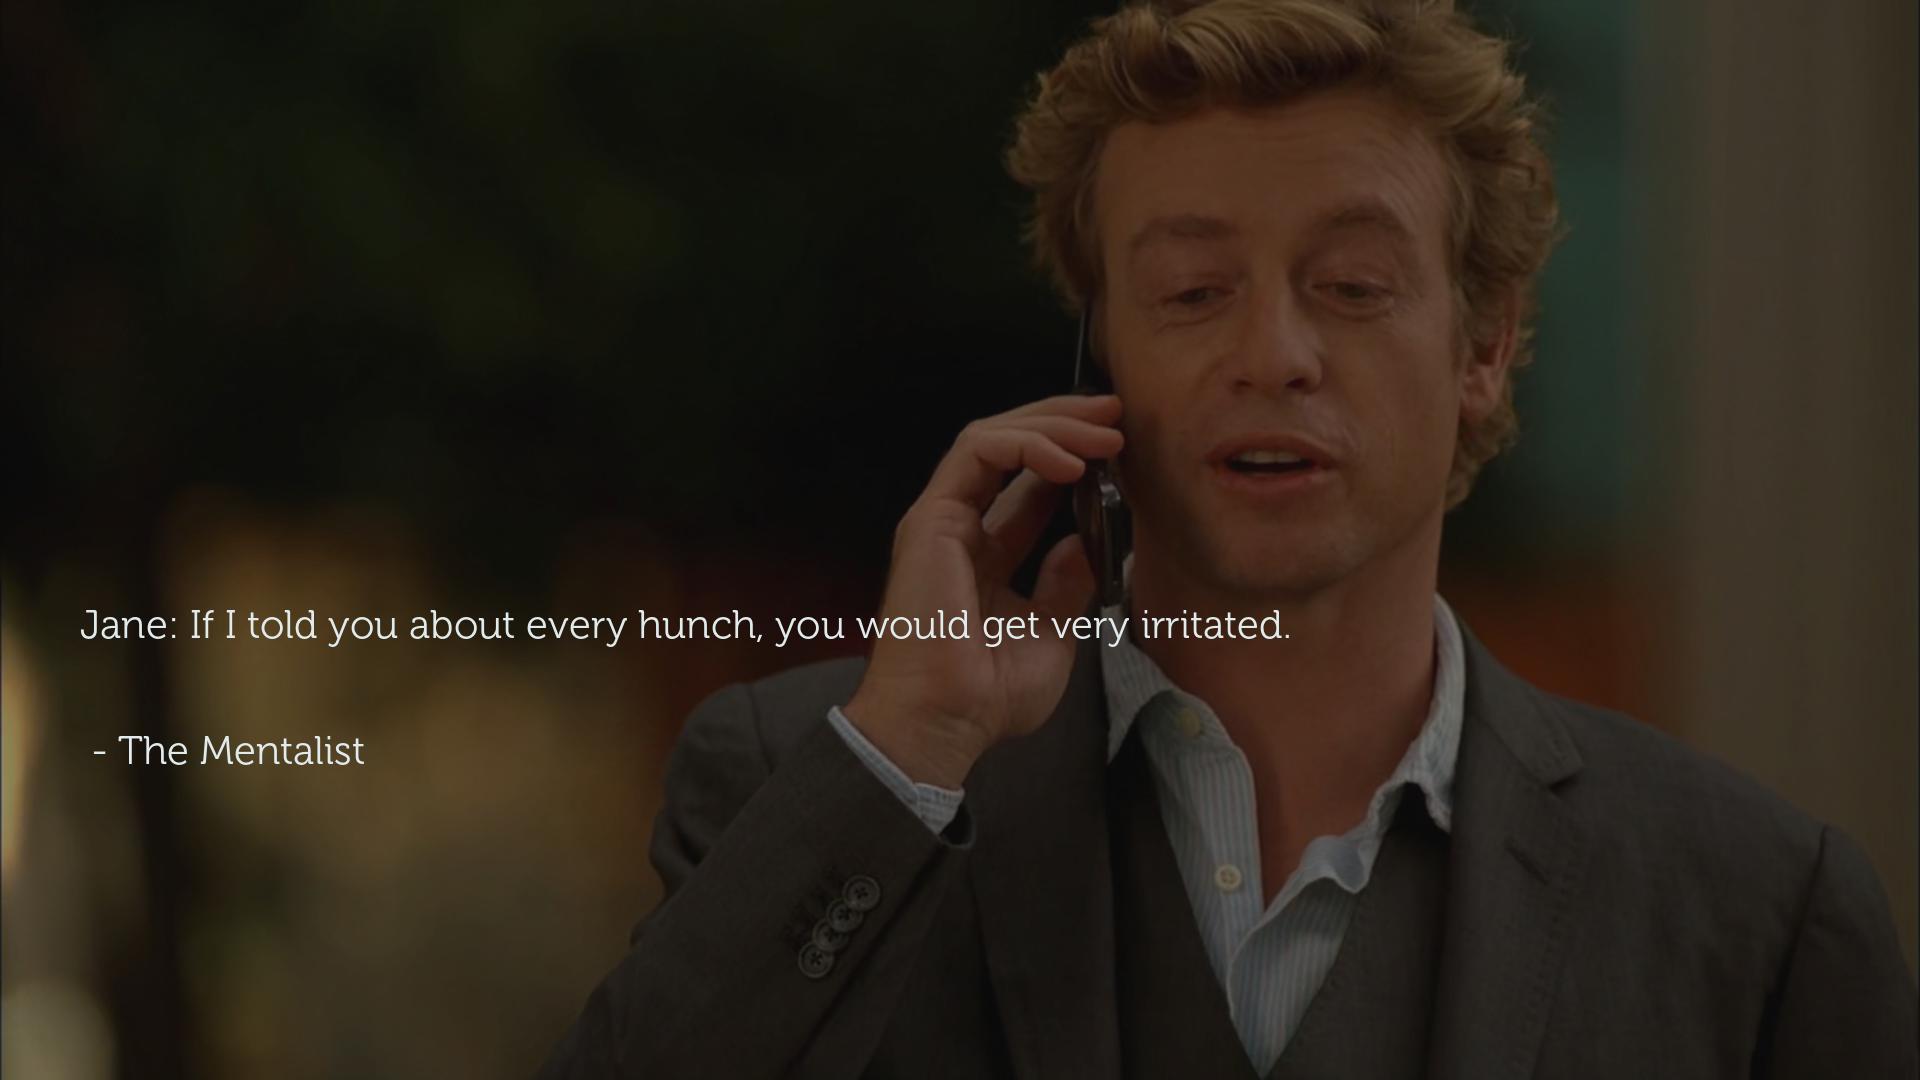 Jane: If I told you about every hunch, you would get very irritated.
- The Mentalist